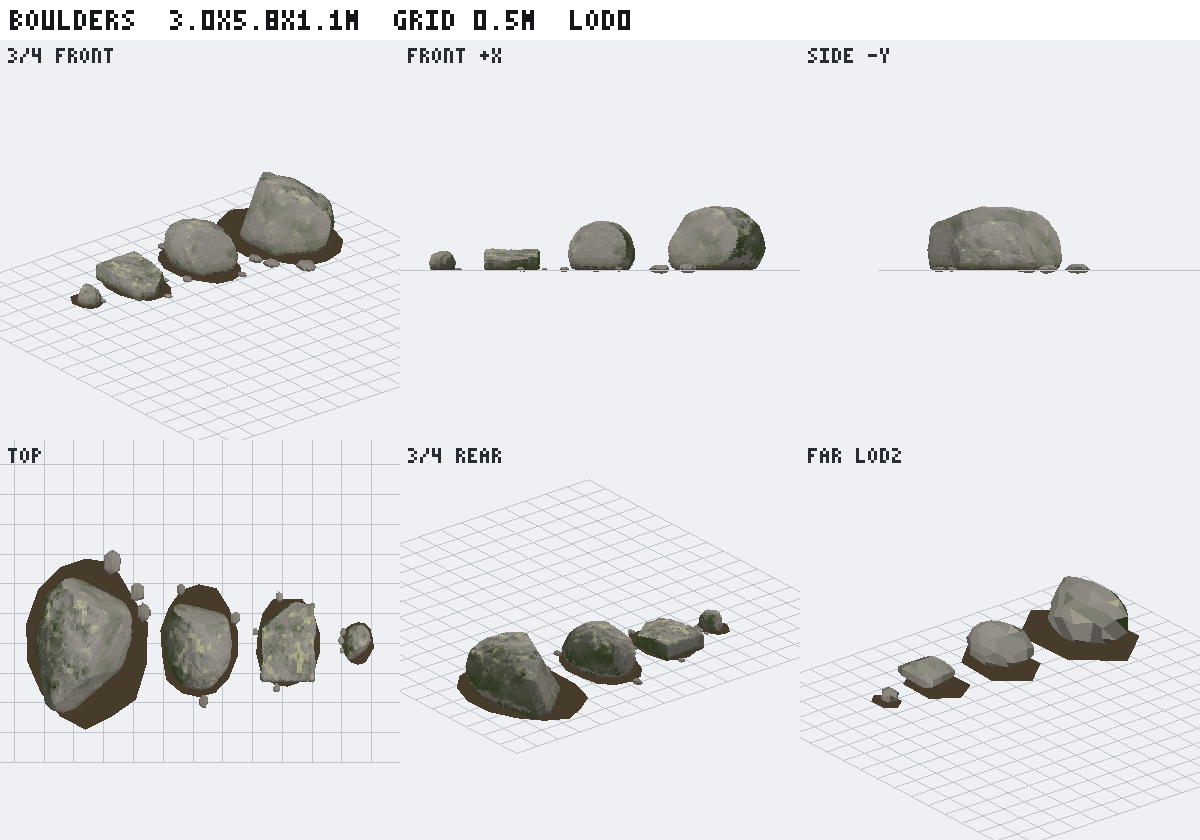 BOULDERS 3.0X5.8X1.1M GRID 0.5M LOD0
3/4 FRONT
FRONT +X
SIDE -Y
TOP
3/4 REAR
FAR LOD2